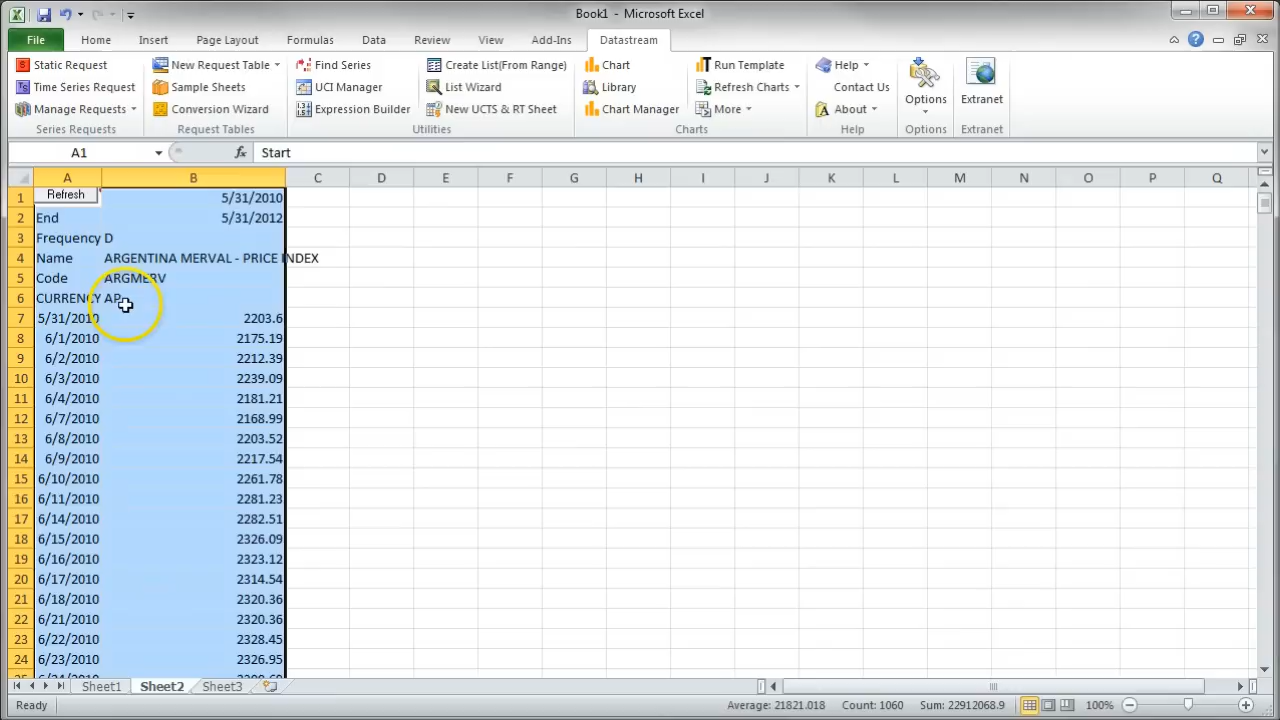 Book1 - Microsoft Excel
File Home Insert Page Layout Formulas Data Review View Add-Ins Datastream
Static Request New Request Table Find Series Create List(From Range) Chart Run Template Help
Time Series Request Sample Sheets UCI Manager List Wizard Library Refresh Charts Contact Us Options Extranet
Manage Requests Conversion Wizard Expression Builder New UCTS & RT Sheet Chart Manager More About
Series Requests Request Tables Utilities Charts Help Options Extranet
A1 fx Start
A B C D E F G H I J K L M N O P Q
1 Refresh 5/31/2010
2 End 5/31/2012
3 Frequency D
4 Name ARGENTINA MERVAL - PRICE INDEX
5 Code ARGMERV
6 CURRENCY AP
7 5/31/2010 2203.6
8 6/1/2010 2175.19
9 6/2/2010 2212.39
10 6/3/2010 2239.09
11 6/4/2010 2181.21
12 6/7/2010 2168.99
13 6/8/2010 2203.52
14 6/9/2010 2217.54
15 6/10/2010 2261.78
16 6/11/2010 2281.23
17 6/14/2010 2282.51
18 6/15/2010 2326.09
19 6/16/2010 2323.12
20 6/17/2010 2314.54
21 6/18/2010 2320.36
22 6/21/2010 2320.36
23 6/22/2010 2328.45
24 6/23/2010 2326.95
Sheet1 Sheet2 Sheet3
Ready Average: 21821.018 Count: 1060 Sum: 22912068.9 100%